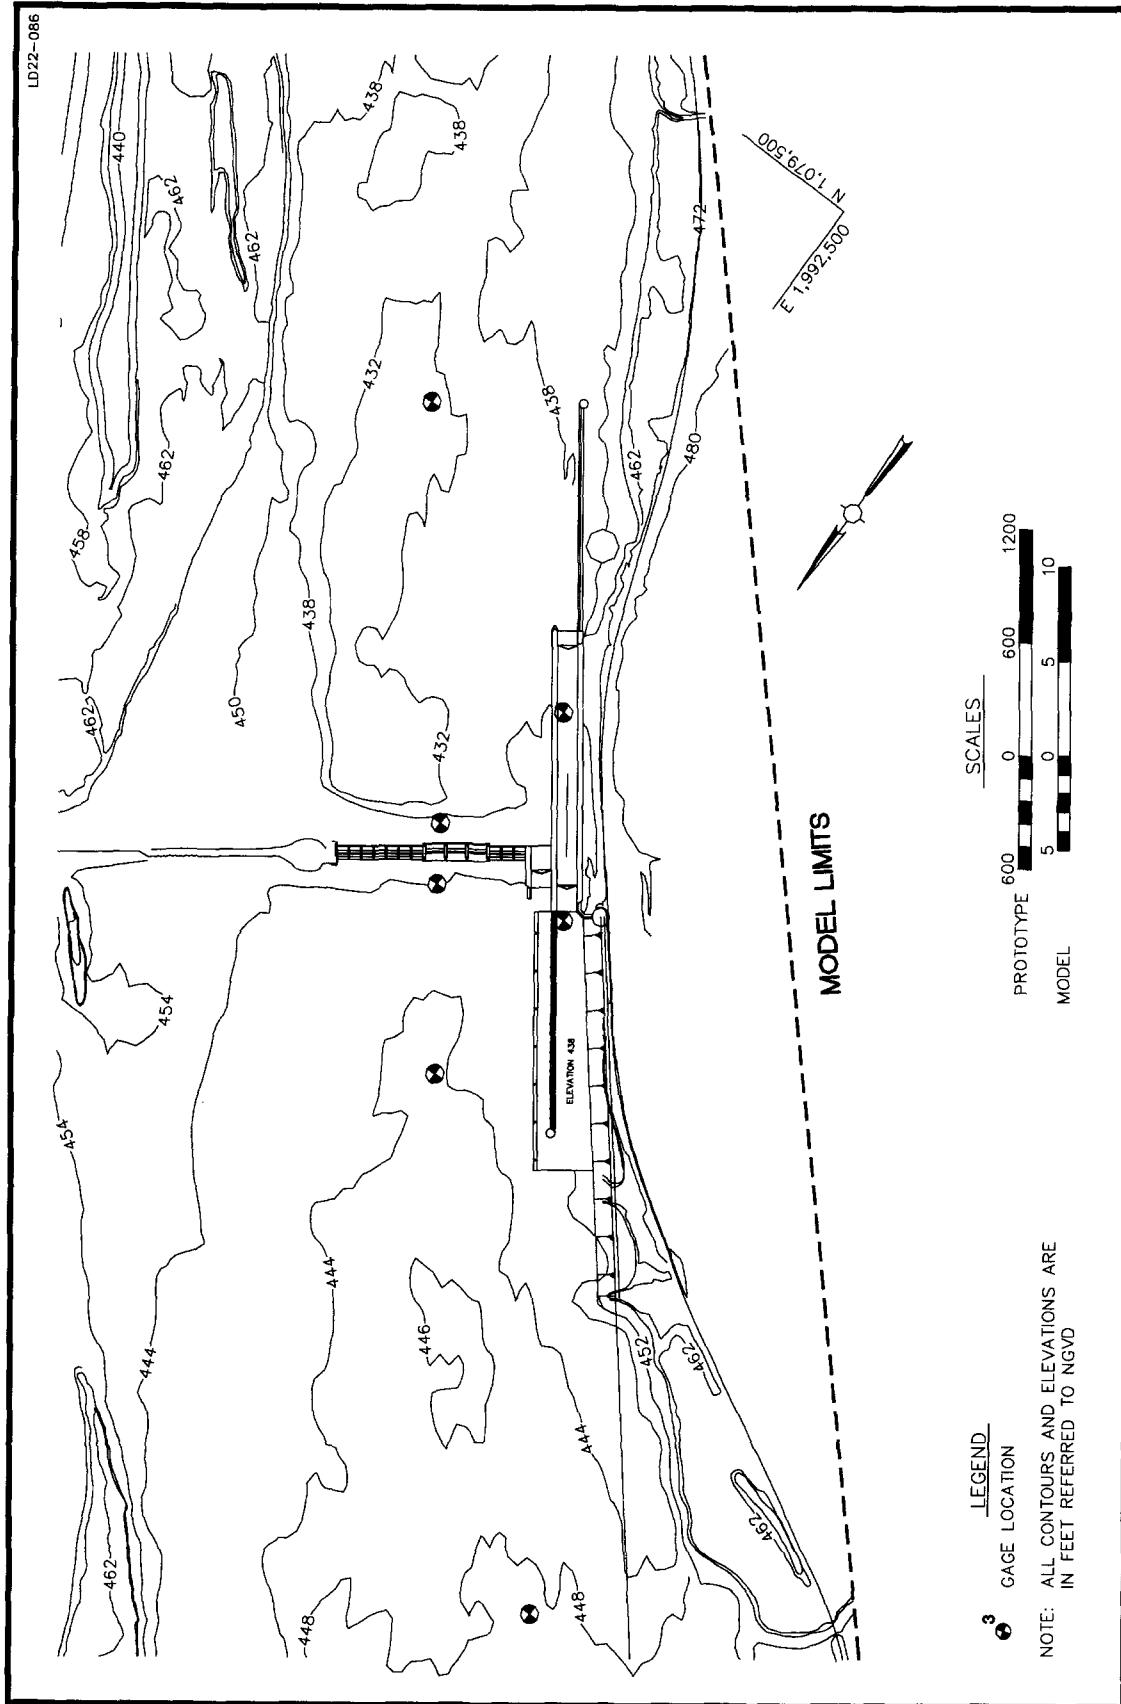 LD22-086
440
462
462
438
438
472
N 1,079,500
E 1,992,500
458
462
432
438
462
480
438
462
450
432
454
454
444
444
446
444
462
448
448
452
462
462
ELEVATION 438
MODEL LIMITS
SCALES
PROTOTYPE 600 0 600 1200
MODEL 5 0 5 10
LEGEND
3 GAGE LOCATION
NOTE: ALL CONTOURS AND ELEVATIONS ARE
IN FEET REFERRED TO NGVD